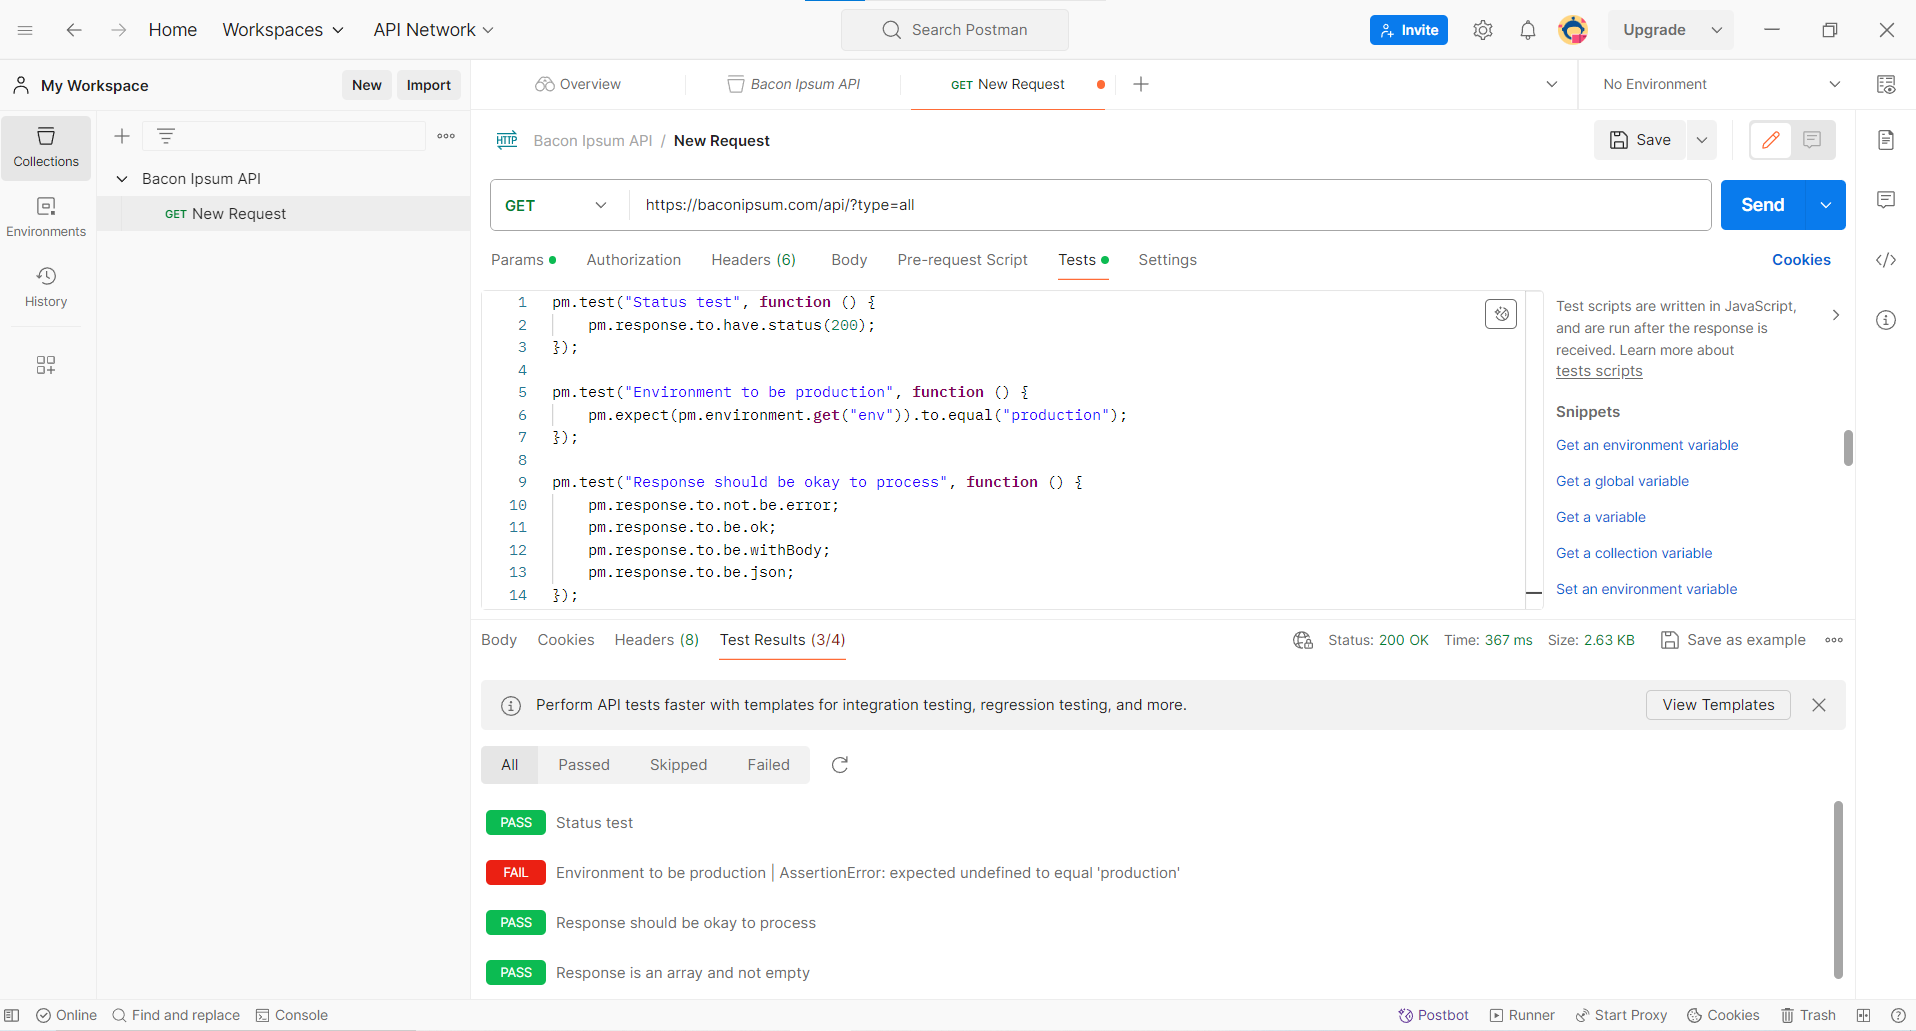 Home Workspaces API Network Search Postman Invite Upgrade
My Workspace New Import Overview Bacon Ipsum API GET New Request No Environment
Collections
Environments
History
Bacon Ipsum API
GET New Request
HTTP Bacon Ipsum API / New Request Save
GET https://baconipsum.com/api/?type=all Send
Params Authorization Headers (6) Body Pre-request Script Tests Settings Cookies
1 pm.test("Status test", function () {
2 pm.response.to.have.status(200);
3 });
4
5 pm.test("Environment to be production", function () {
6 pm.expect(pm.environment.get("env")).to.equal("production");
7 });
8
9 pm.test("Response should be okay to process", function () {
10 pm.response.to.not.be.error;
11 pm.response.to.be.ok;
12 pm.response.to.be.withBody;
13 pm.response.to.be.json;
14 });
Test scripts are written in JavaScript,
and are run after the response is
received. Learn more about
tests scripts
Snippets
Get an environment variable
Get a global variable
Get a variable
Get a collection variable
Set an environment variable
Body Cookies Headers (8) Test Results (3/4) Status: 200 OK Time: 367 ms Size: 2.63 KB Save as example
Perform API tests faster with templates for integration testing, regression testing, and more. View Templates
All Passed Skipped Failed
PASS Status test
FAIL Environment to be production | AssertionError: expected undefined to equal 'production'
PASS Response should be okay to process
PASS Response is an array and not empty
Online Find and replace Console Postbot Runner Start Proxy Cookies Trash